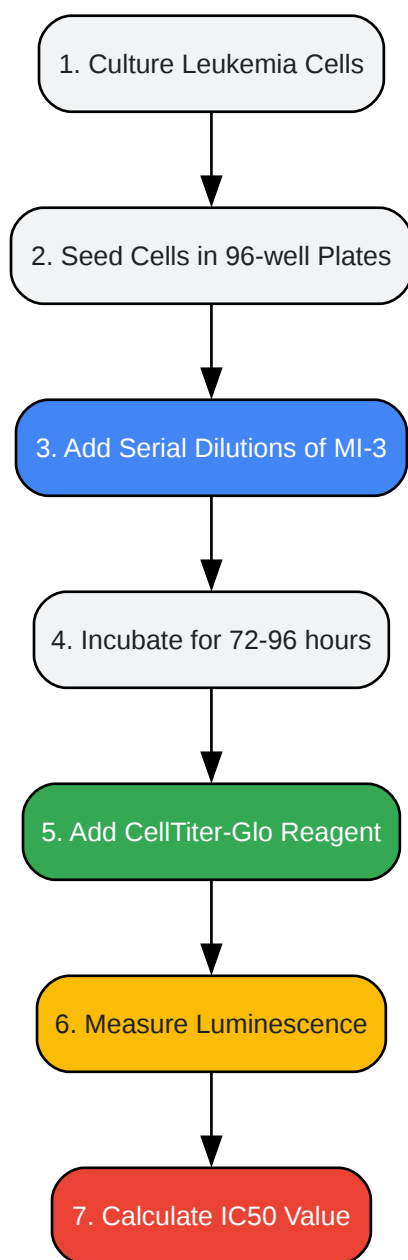 1. Culture Leukemia Cells
2. Seed Cells in 96-well Plates
3. Add Serial Dilutions of MI-3
4. Incubate for 72-96 hours
5. Add CellTiter-Glo Reagent
6. Measure Luminescence
7. Calculate IC50 Value